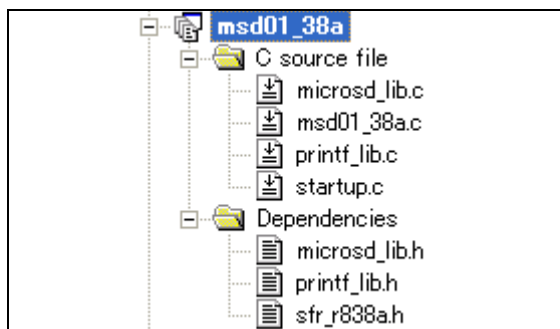 msd01_38a
C source file
microsd_lib.c
msd01_38a.c
printf_lib.c
startup.c
Dependencies
microsd_lib.h
printf_lib.h
sfr_r838a.h